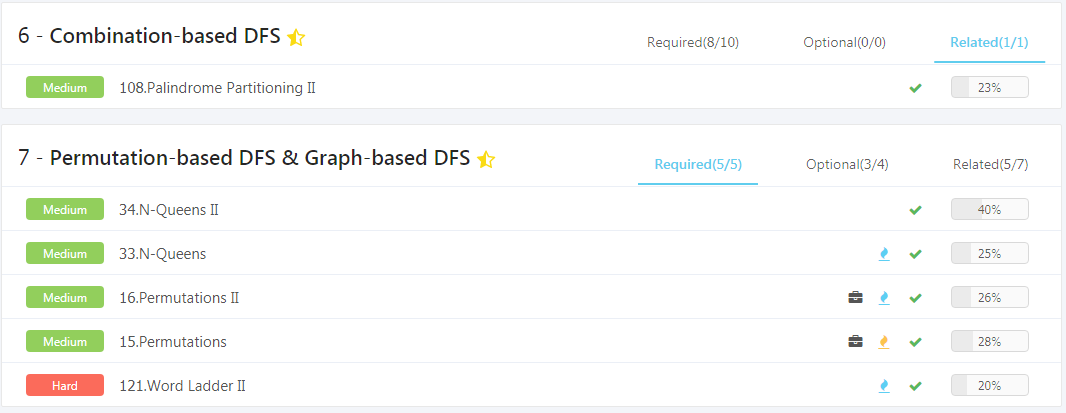 6 - Combination-based DFS Required(8/10) Optional(0/0) Related(1/1)
Medium 108.Palindrome Partitioning II 23%
7 - Permutation-based DFS & Graph-based DFS Required(5/5) Optional(3/4) Related(5/7)
Medium 34.N-Queens II 40%
Medium 33.N-Queens 25%
Medium 16.Permutations II 26%
Medium 15.Permutations 28%
Hard 121.Word Ladder II 20%